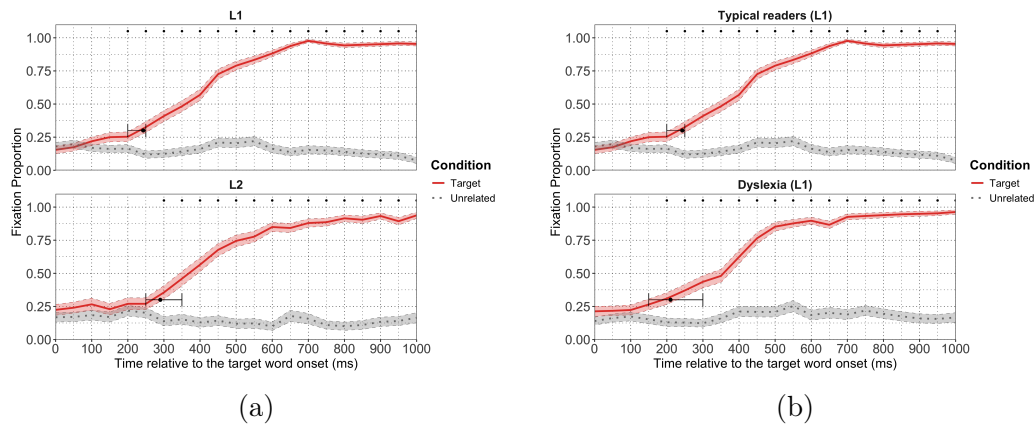 L1
1.00
0.75
0.50
0.25
0.00
L2
1.00
0.75
0.50
0.25
0.00
0 100 200 300 400 500 600 700 800 900 1000
Time relative to the target word onset (ms)
Fixation Proportion
Condition
Target
Unrelated
(a)
Typical readers (L1)
1.00
0.75
0.50
0.25
0.00
Dyslexia (L1)
1.00
0.75
0.50
0.25
0.00
0 100 200 300 400 500 600 700 800 900 1000
Time relative to the target word onset (ms)
Fixation Proportion
Condition
Target
Unrelated
(b)